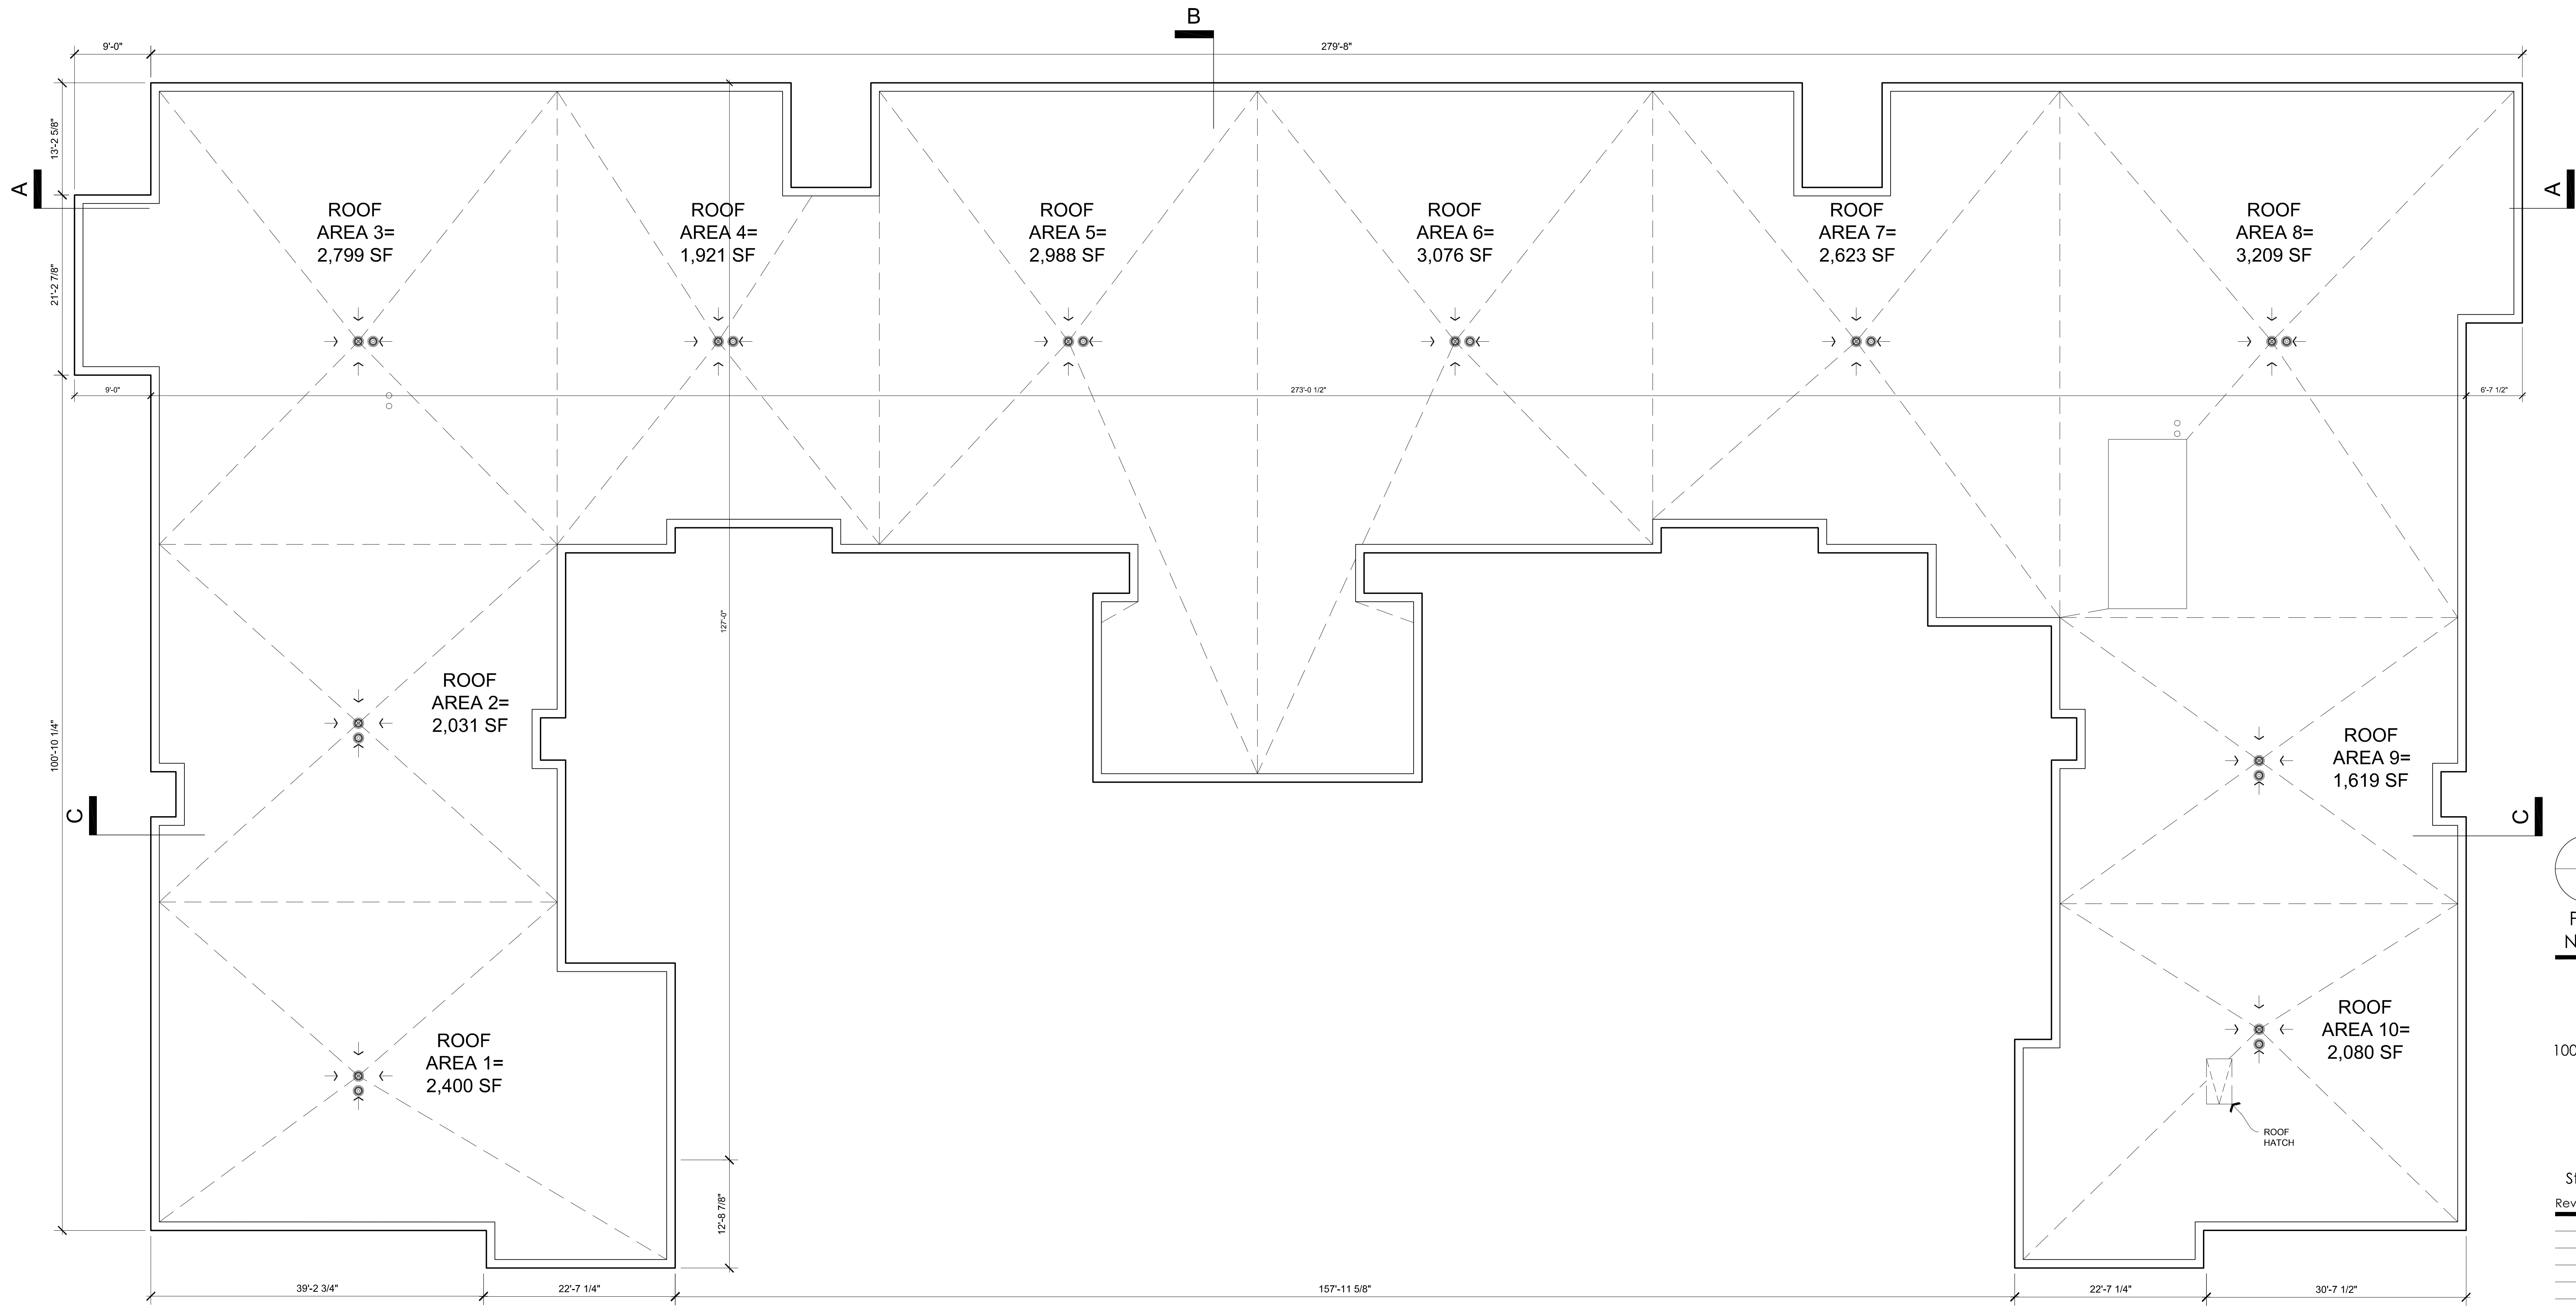 B
9'-0"
279'-8"
13'-2 5/8"
A
A
ROOF
AREA 3=
2,799 SF
ROOF
AREA 4=
1,921 SF
ROOF
AREA 5=
2,988 SF
ROOF
AREA 6=
3,076 SF
ROOF
AREA 7=
2,623 SF
ROOF
AREA 8=
3,209 SF
21'-2 7/8"
9'-0"
273'-0 1/2"
6'-7 1/2"
127'-0"
ROOF
AREA 2=
2,031 SF
100'-10 1/4"
ROOF
AREA 9=
1,619 SF
C
C
N
ROOF
AREA 1=
2,400 SF
ROOF
AREA 10=
2,080 SF
100
ROOF
HATCH
12'-8 7/8"
Rev
39'-2 3/4"
22'-7 1/4"
157'-11 5/8"
22'-7 1/4"
30'-7 1/2"